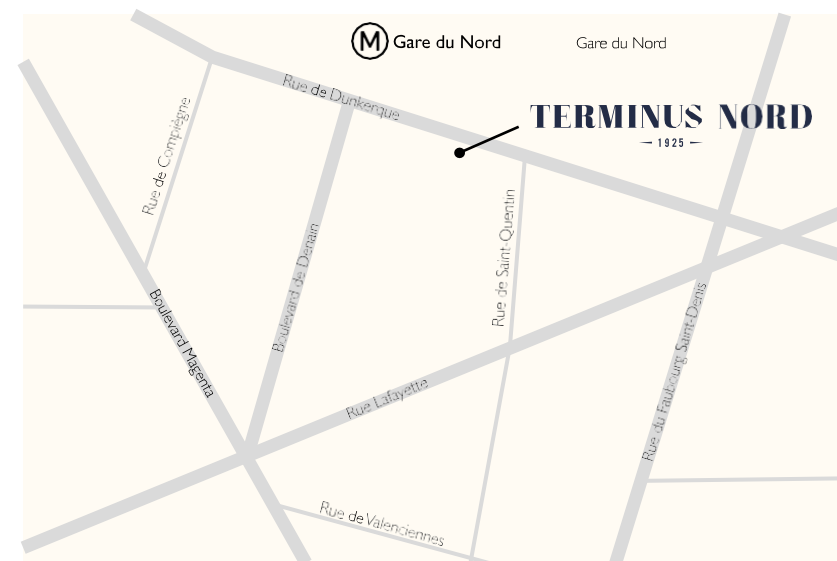 M Gare du Nord
Gare du Nord
Rue de Dunkerque
TERMINUS NORD
1925
Rue de Compiègne
Rue de Saint-Quentin
Boulevard de Denain
Boulevard Magenta
Rue du Faubourg Saint-Denis
Rue Lafayette
Rue de Valenciennes